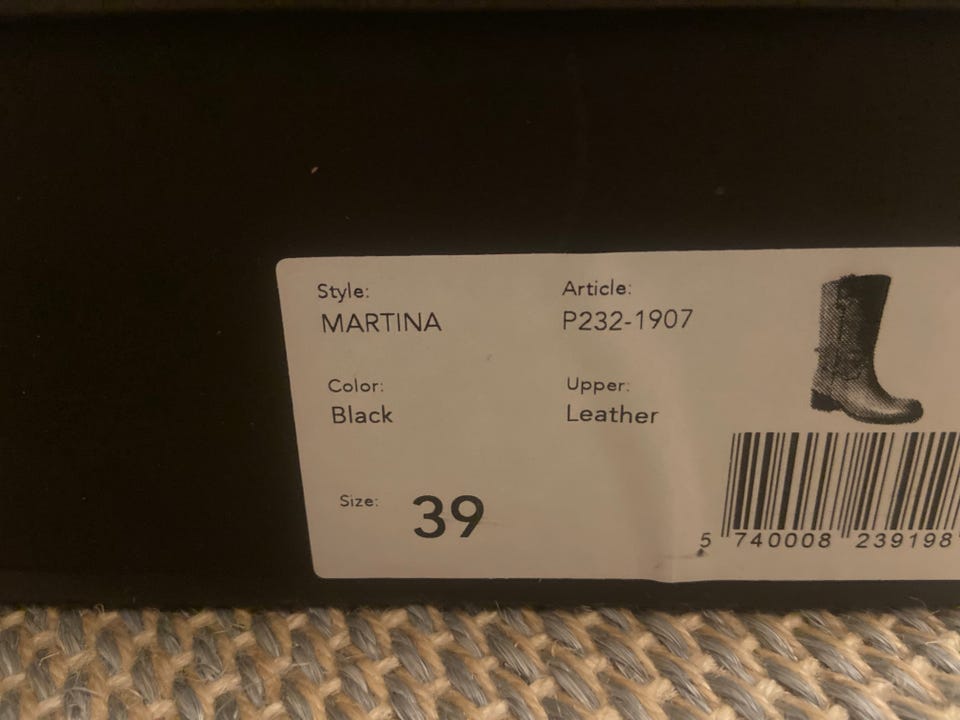 Style:
MARTINA
Article:
P232-1907
Color:
Black
Upper:
Leather
Size:
39
5 740008 239198